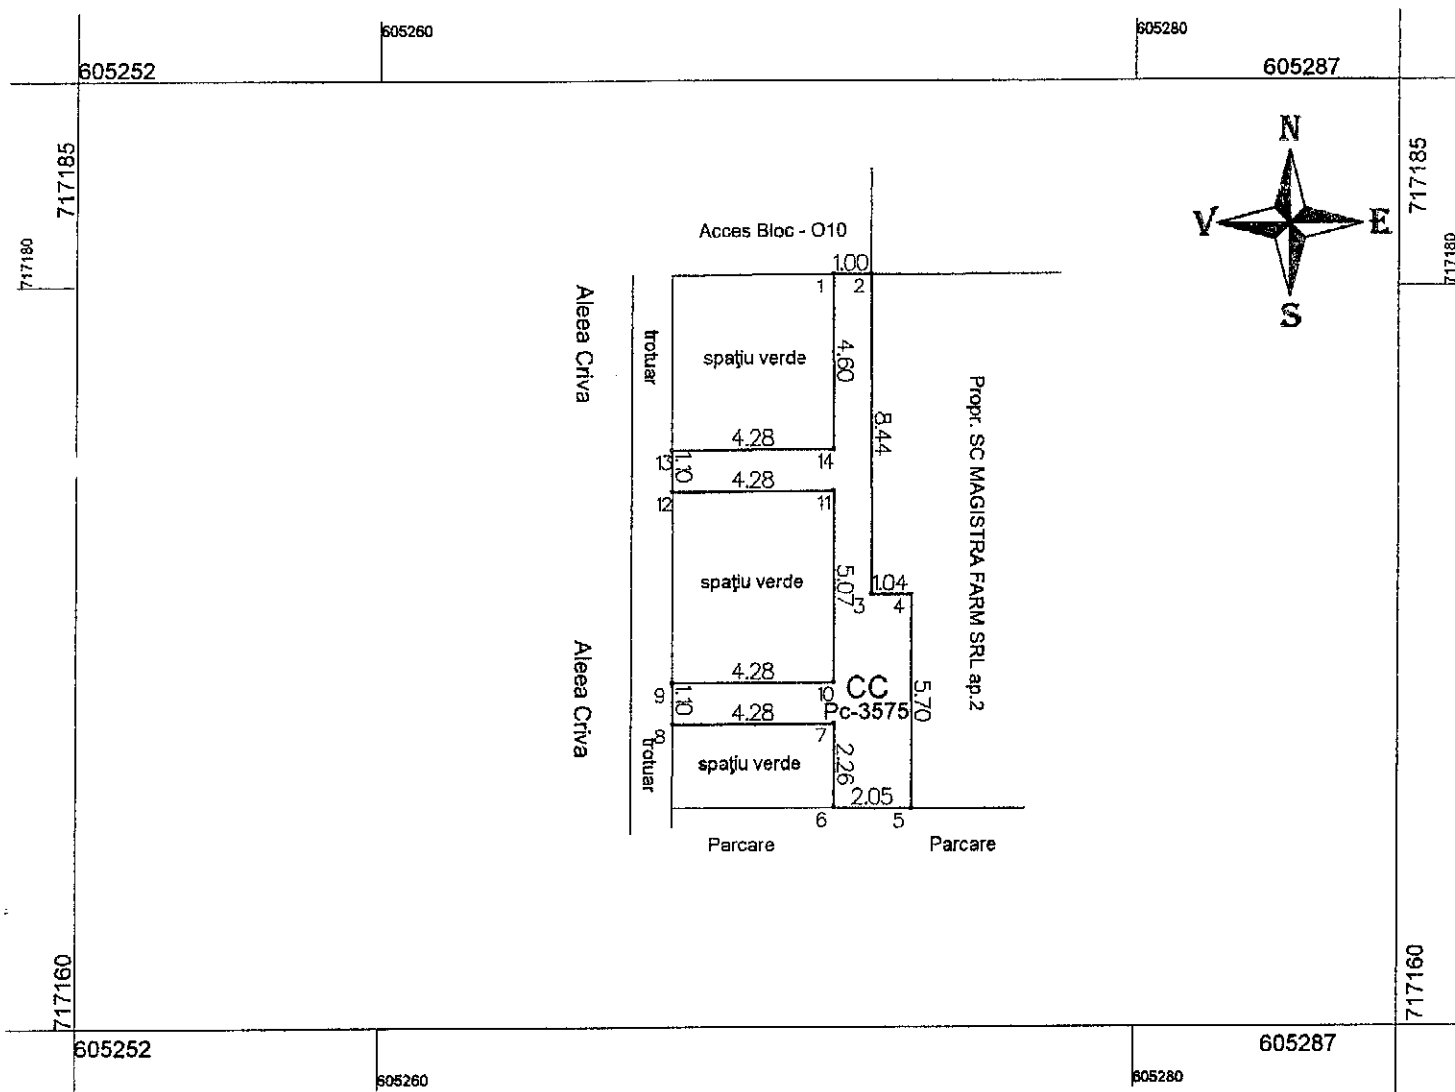 605260
605280
605252
605287
717185
717185
N
V
E
S
717180
717180
Acces Bloc - O10
1.00
1
2
Aleea Criva
trotuar
spaţiu verde
4.60
8.44
Propr. SC MAGISTRA FARM SRL ap.2
4.28
13
1.10
14
4.28
12
11
spaţiu verde
5.07
1.04
3
4
Aleea Criva
4.28
9
1.10
10
CC
Pc-3575
5.70
4.28
8
7
trotuar
spaţiu verde
2.26
2.05
6
5
Parcare
Parcare
717160
717160
605252
605287
605260
605280